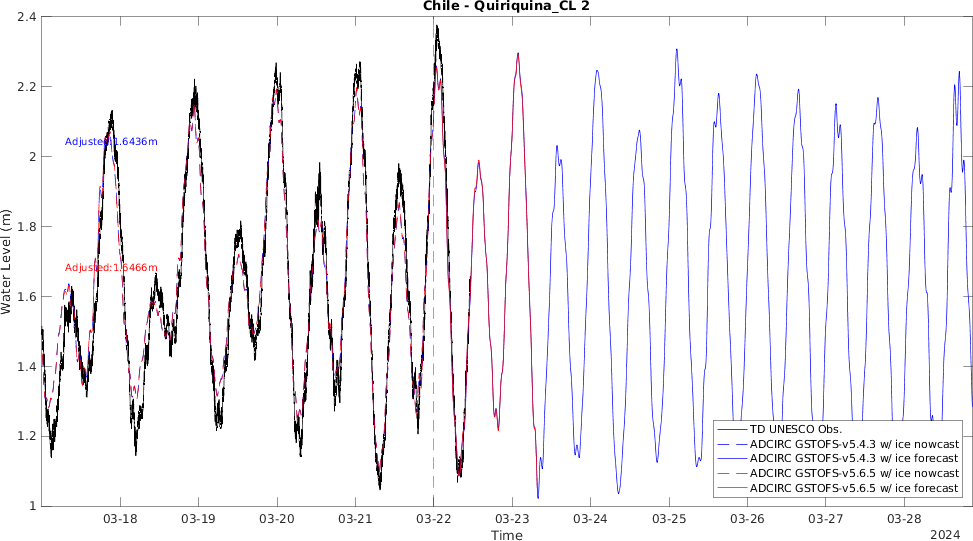 Chile - Quiriquina_CL 2
Water Level (m)
2.4
2.2
2
1.8
1.6
1.4
1.2
1
Adjusted:1.6436m
Adjusted:1.6466m
TD UNESCO Obs.
ADCIRC GSTOFS-v5.4.3 w/ ice nowcast
ADCIRC GSTOFS-v5.4.3 w/ ice forecast
ADCIRC GSTOFS-v5.6.5 w/ ice nowcast
ADCIRC GSTOFS-v5.6.5 w/ ice forecast
03-18 03-19 03-20 03-21 03-22 03-23 03-24 03-25 03-26 03-27 03-28
Time
2024